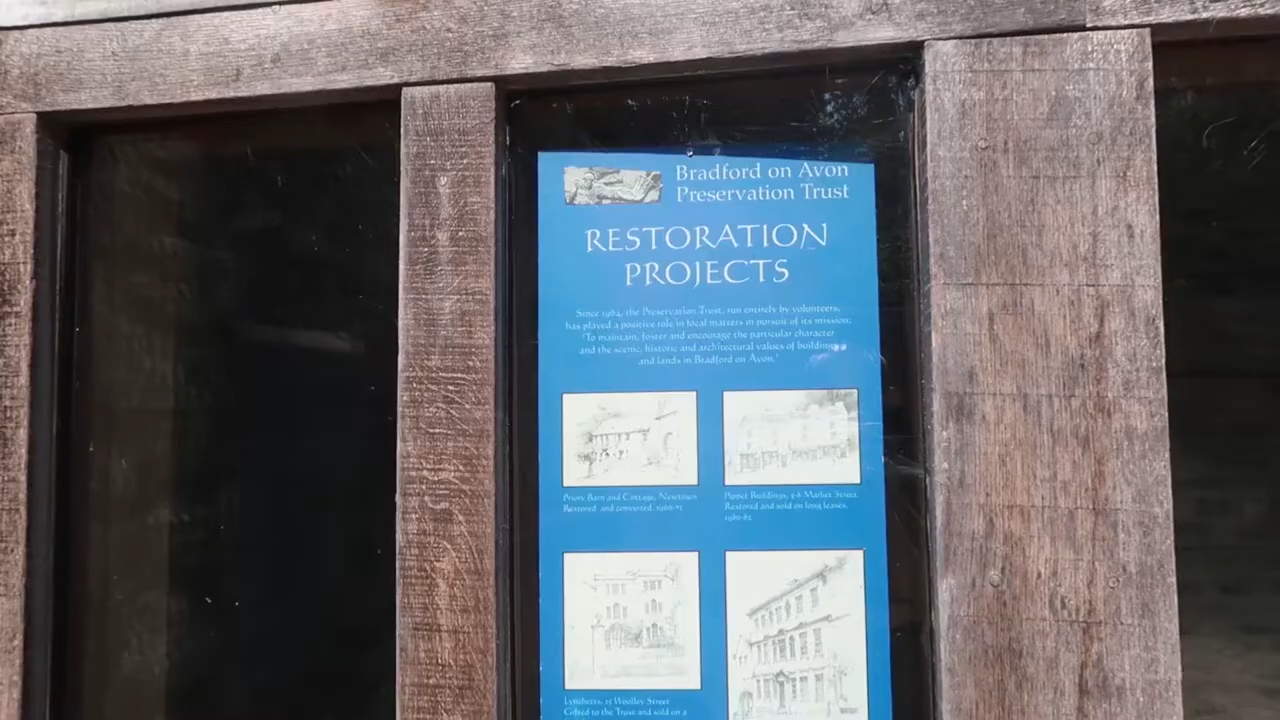 Bradford on Avon
Preservation Trust
RESTORATION
PROJECTS
Since 1964, the Preservation Trust, run entirely by volunteers,
has played a positive role in local matters in pursuit of its mission:
'To maintain, foster and encourage the particular character
and the scenic, historic and architectural values of buildings
and lands in Bradford on Avon.'
Priory Barn and Cottage, Newtown
Restored and converted,
Pippet Buildings, 4-8 Market Street
Restored and sold on long leases,
1980-82
Woolley Street
Gifted to the Trust and sold on a